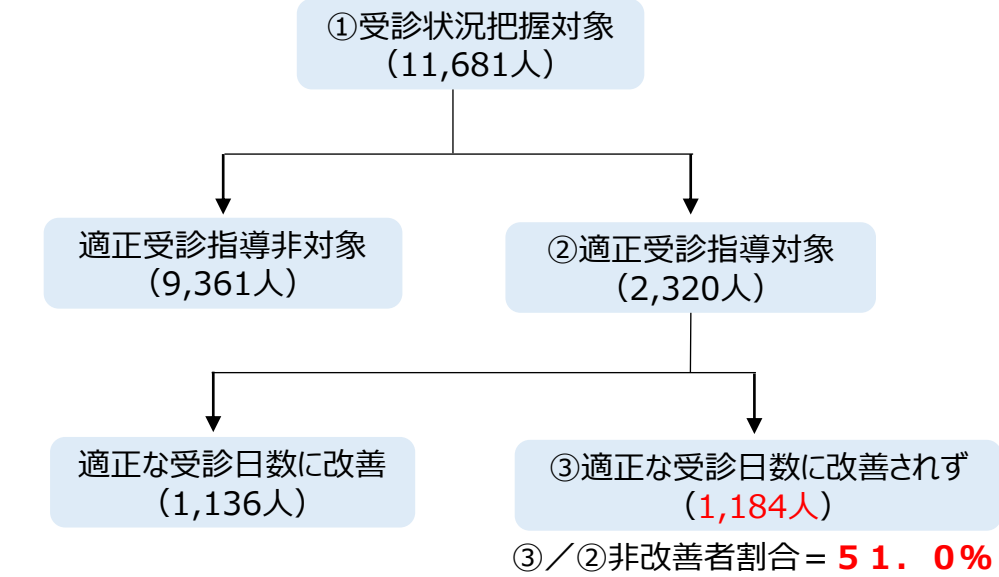 ①受診状況把握対象
（11,681人）
適正受診指導非対象
（9,361人）
②適正受診指導対象
（2,320人）
適正な受診日数に改善
（1,136人）
③適正な受診日数に改善されず
（1,184人）
③／②非改善者割合＝５１．０％